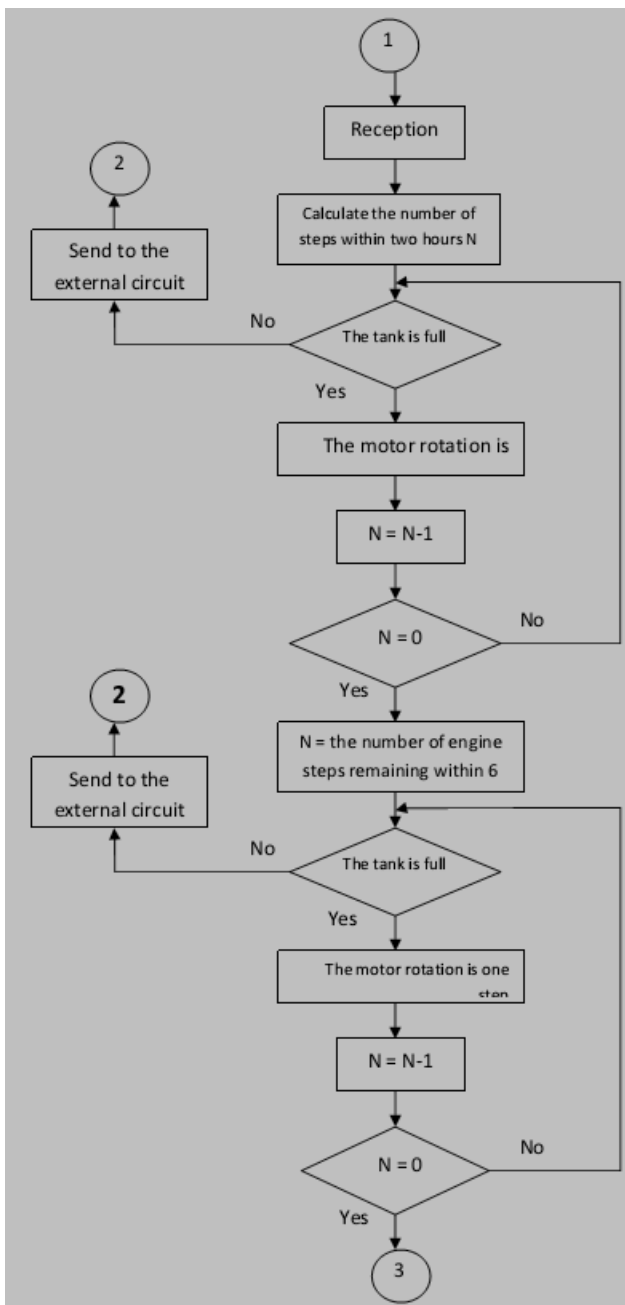 1
Reception
2
Calculate the number of
steps within two hours N
Send to the
external circuit
No
The tank is full
Yes
The motor rotation is
N = N-1
N = 0
No
Yes
2
N = the number of engine
steps remaining within 6
Send to the
external circuit
No
The tank is full
Yes
The motor rotation is one
step
N = N-1
N = 0
No
Yes
3